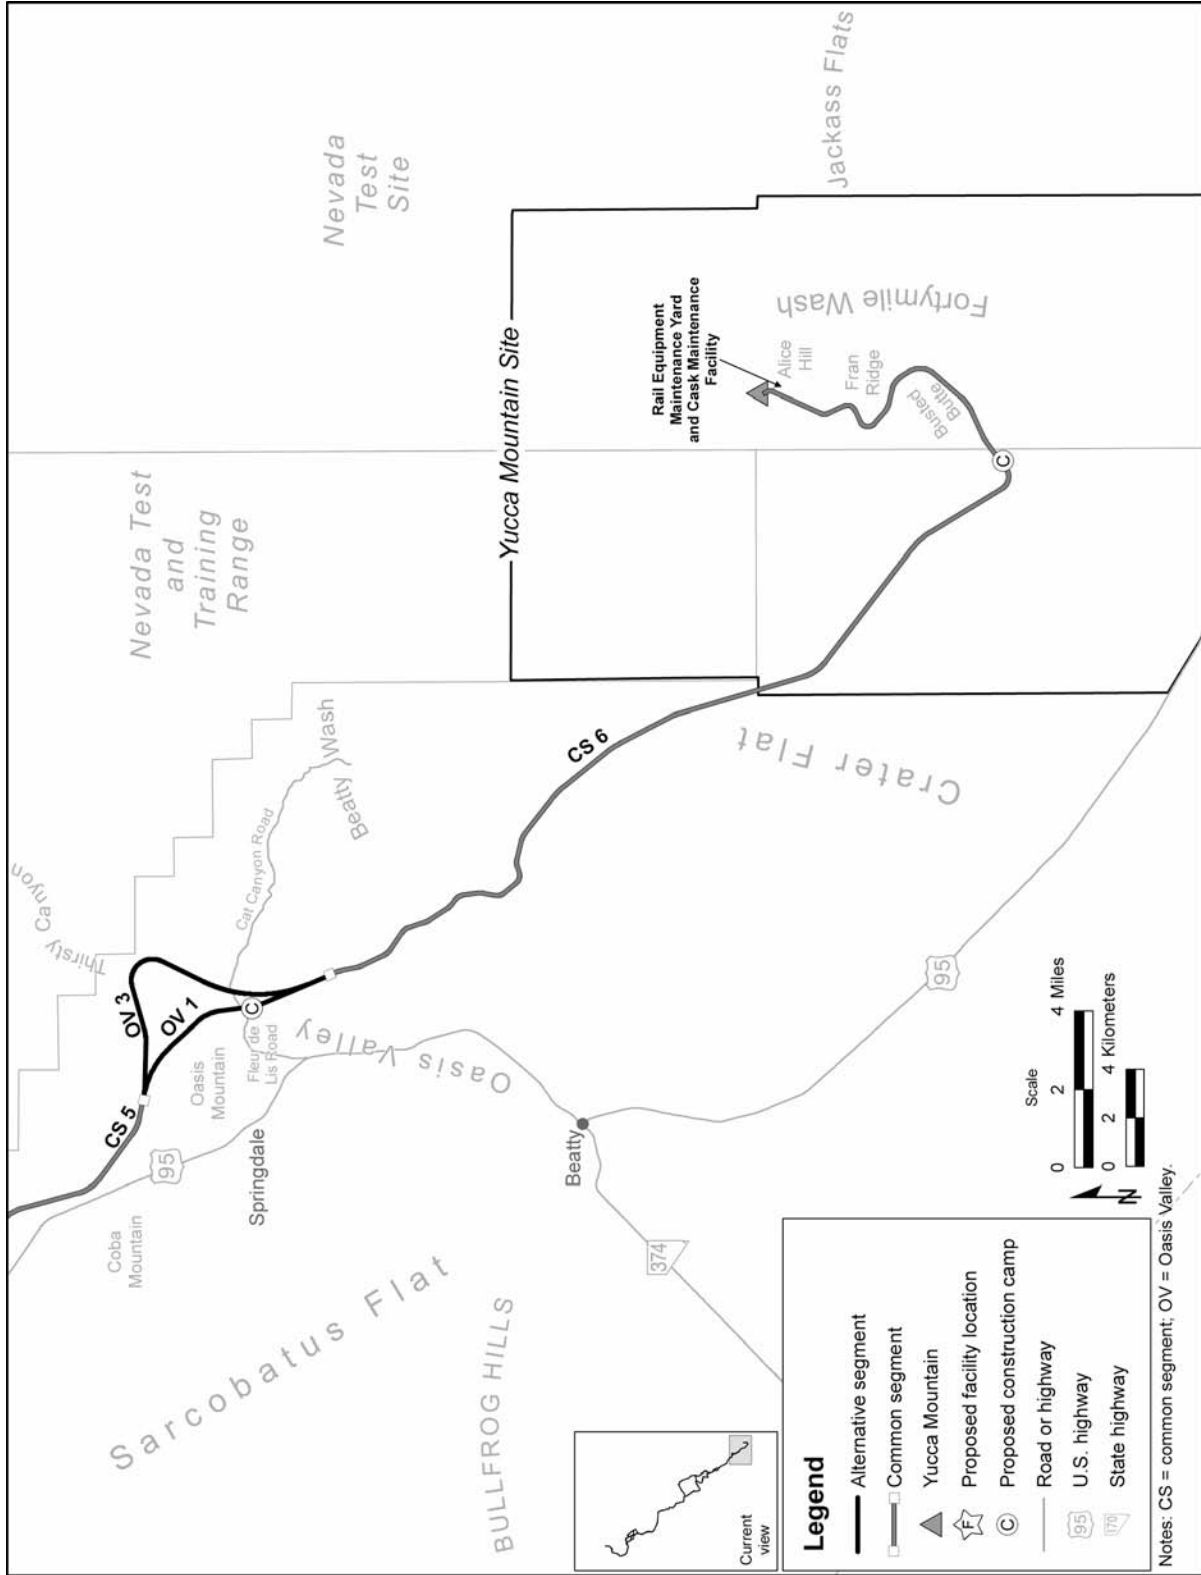 Thirsty Canyon
Nevada Test
and
Training
Range
Nevada
Test
Site
Coba
Mountain
95
CS 5
OV 3
OV 1
Oasis
Mountain
Cat Canyon Road
Springdale
Fleur de
Lis Road
C
Beatty Wash
Sarcobatus Flat
Oasis Valley
Yucca Mountain Site
BULLFROG HILLS
Beatty
CS 6
374
Crater Flat
Rail Equipment
Maintenance Yard
and Cask Maintenance
Facility
Alice
Hill
Fran
Ridge
Busted
Butte
Fortymile Wash
Jackass Flats
C
95
Current
view
Legend
Alternative segment
Common segment
Yucca Mountain
F
Proposed facility location
C
Proposed construction camp
Road or highway
95
U.S. highway
170
State highway
N
Scale
0 2 4 Miles
0 2 4 Kilometers
Notes: CS = common segment; OV = Oasis Valley.